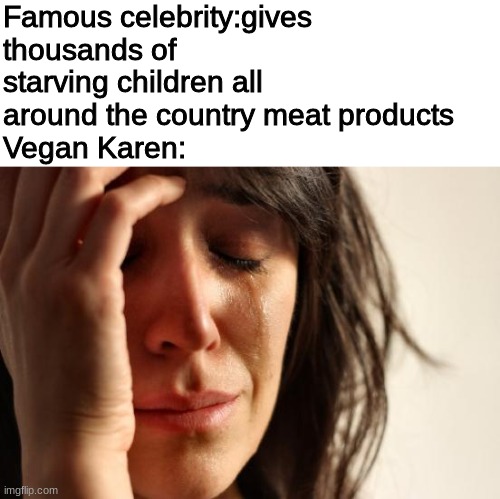 Famous celebrity:gives
thousands of
starving children all
around the country meat products
Vegan Karen:
imgflip.com